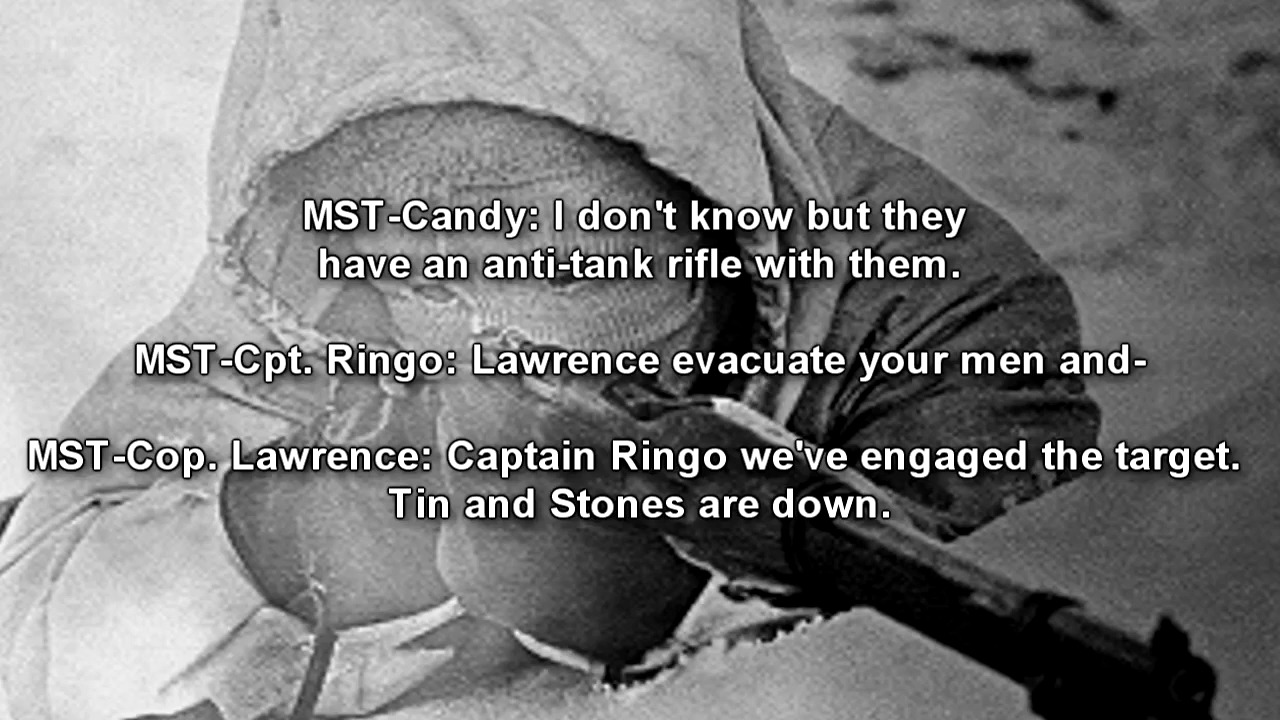 MST-Candy: I don't know but they
have an anti-tank rifle with them.
MST-Cpt. Ringo: Lawrence evacuate your men and-
MST-Cop. Lawrence: Captain Ringo we've engaged the target.
Tin and Stones are down.